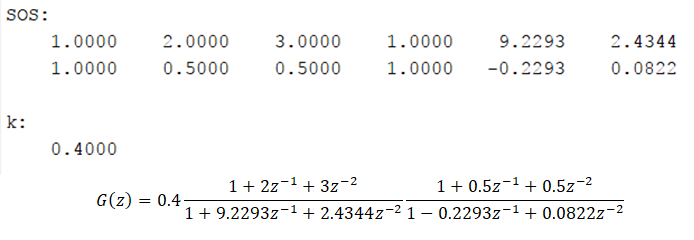 SOS:
1.0000 2.0000 3.0000 1.0000 9.2293 2.4344
1.0000 0.5000 0.5000 1.0000 -0.2293 0.0822
k:
0.4000
G(z) = 0.4 \frac{1 + 2z^{-1} + 3z^{-2}}{1 + 9.2293z^{-1} + 2.4344z^{-2}} \frac{1 + 0.5z^{-1} + 0.5z^{-2}}{1 - 0.2293z^{-1} + 0.0822z^{-2}}